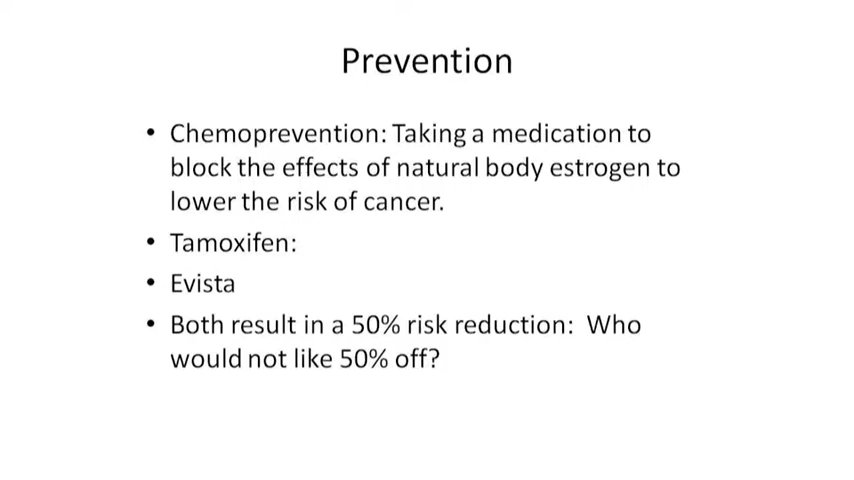 Prevention
• Chemoprevention: Taking a medication to
block the effects of natural body estrogen to
lower the risk of cancer.
• Tamoxifen:
• Evista
• Both result in a 50% risk reduction:  Who
would not like 50% off?